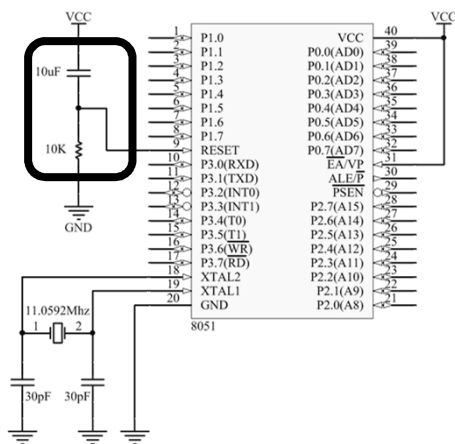 VCC
10uF
10K
GND
1 P1.0
2 P1.1
3 P1.2
4 P1.3
5 P1.4
6 P1.5
7 P1.6
8 P1.7
9 RESET
10 P3.0(RXD)
11 P3.1(TXD)
12 P3.2(INT0)
13 P3.3(INT1)
14 P3.4(T0)
15 P3.5(T1)
16 P3.6(WR)
17 P3.7(RD)
18 XTAL2
19 XTAL1
20 GND
8051
VCC
VCC 40
P0.0(AD0) 39
P0.1(AD1) 38
P0.2(AD2) 37
P0.3(AD3) 36
P0.4(AD4) 35
P0.5(AD5) 34
P0.6(AD6) 33
P0.7(AD7) 32
EA/VP 31
ALE/P 30
PSEN 29
P2.7(A15) 28
P2.6(A14) 27
P2.5(A13) 26
P2.4(A12) 25
P2.3(A11) 24
P2.2(A10) 23
P2.1(A9) 22
P2.0(A8) 21
11.0592Mhz
1 2
30pF 30pF